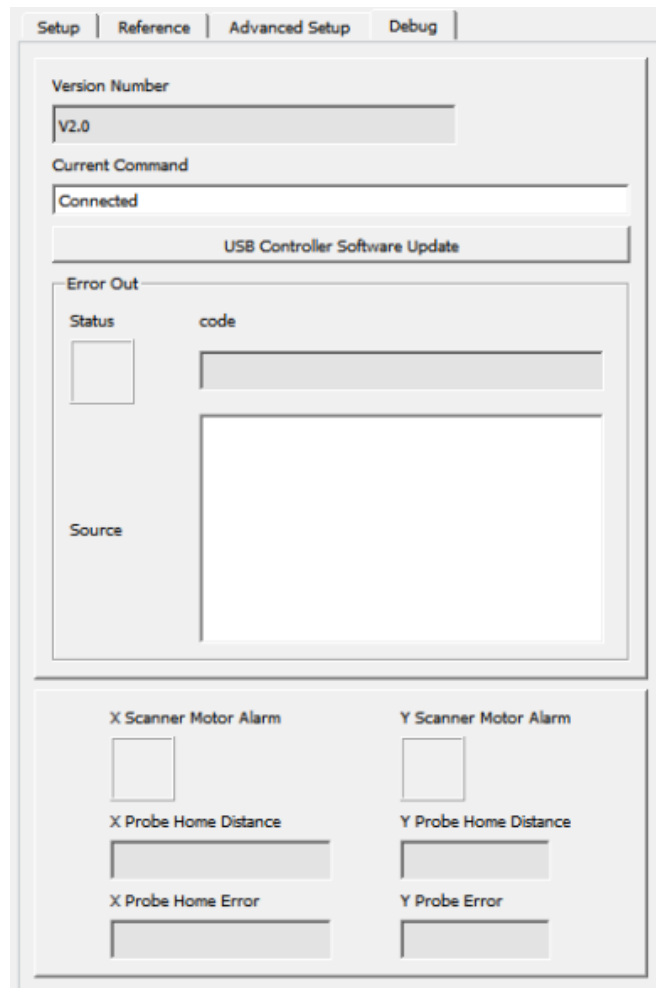 Setup Reference Advanced Setup Debug
Version Number
V2.0
Current Command
Connected
USB Controller Software Update
Error Out
Status code
Source
X Scanner Motor Alarm Y Scanner Motor Alarm
X Probe Home Distance Y Probe Home Distance
X Probe Home Error Y Probe Error